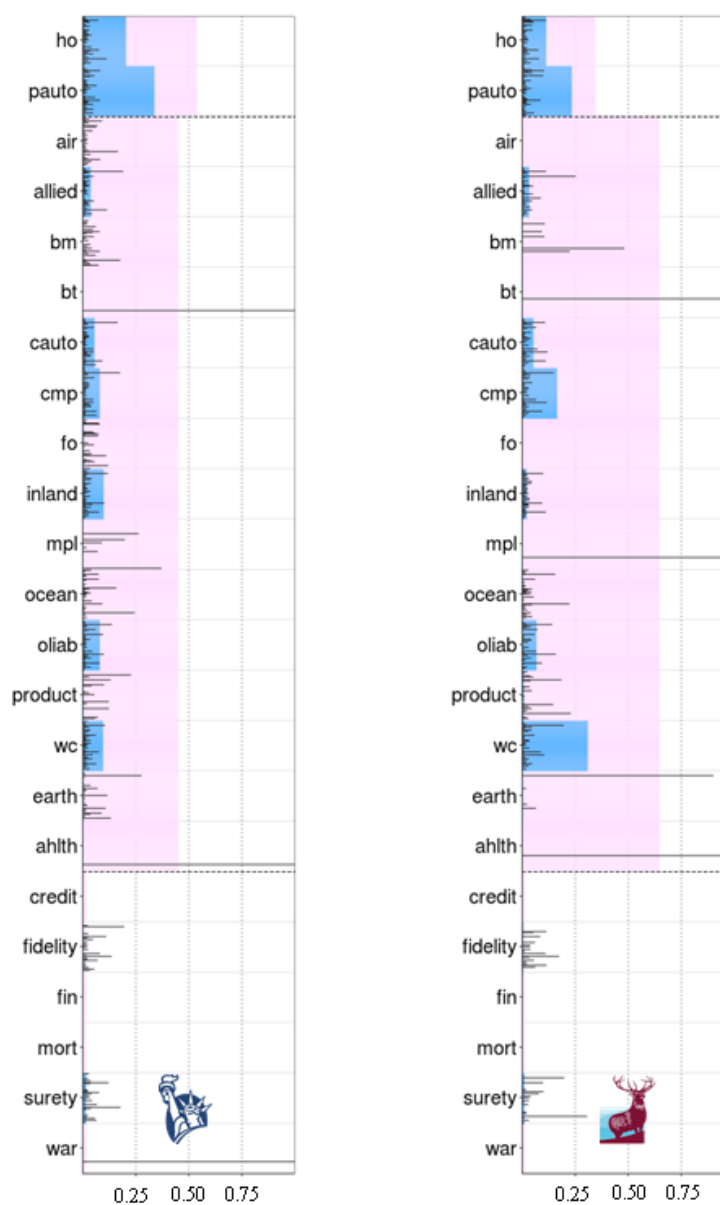 ho ho
pauto pauto
air air
allied allied
bm bm
bt bt
cauto cauto
cmp cmp
fo fo
inland inland
mpl mpl
ocean ocean
oliab oliab
product product
wc wc
earth earth
ahlth ahlth
credit credit
fidelity fidelity
fin fin
mort mort
surety surety
war war
0.25 0.50 0.75 0.25 0.50 0.75